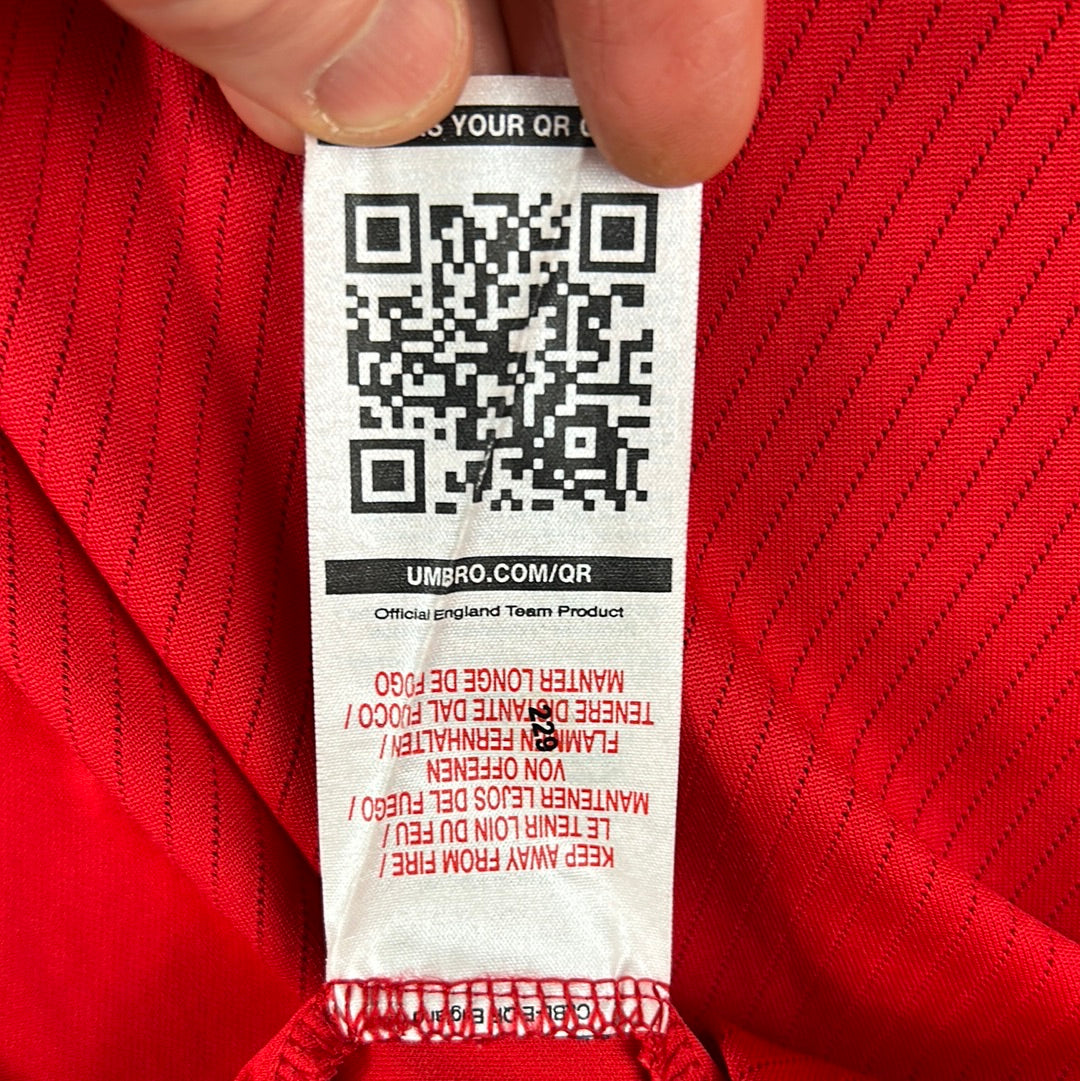 YOUR QR
UMBRO.COM/QR
Official England Team Product
KEEP AWAY FROM FIRE /
LE TENIR LOIN DU FEU /
MANTENER LEJOS DEL FUEGO /
VON OFFENEN
FLAMMEN FERNHALTEN /
TENERE DISTANTE DAL FUOCO /
MANTER LONGE DE FOGO
229